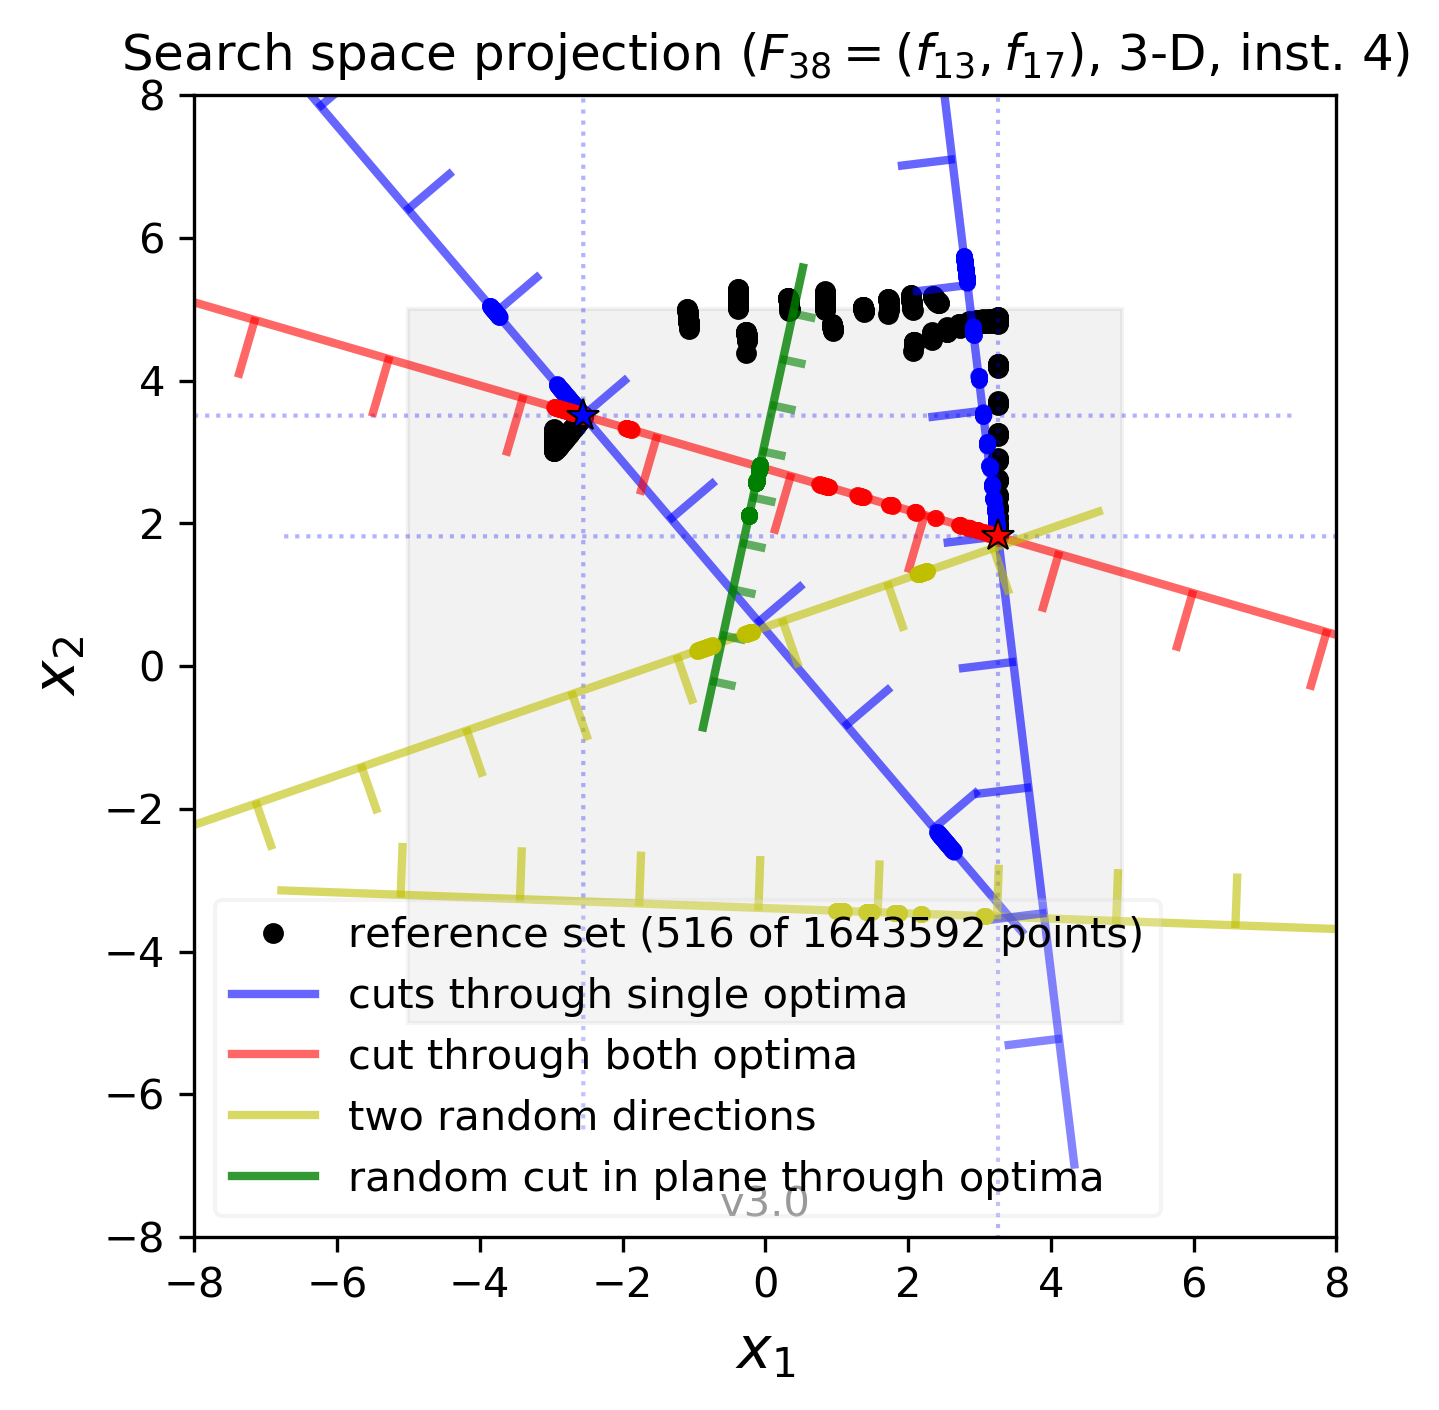 Search space projection (F₃₈ = (f₁₃, f₁₇), 3-D, inst. 4)
8
6
4
2
0
−2
−4
−6
−8
x₂
reference set (516 of 1643592 points)
cuts through single optima
cut through both optima
two random directions
random cut in plane through optima
v3.0
−8 −6 −4 −2 0 2 4 6 8
x₁